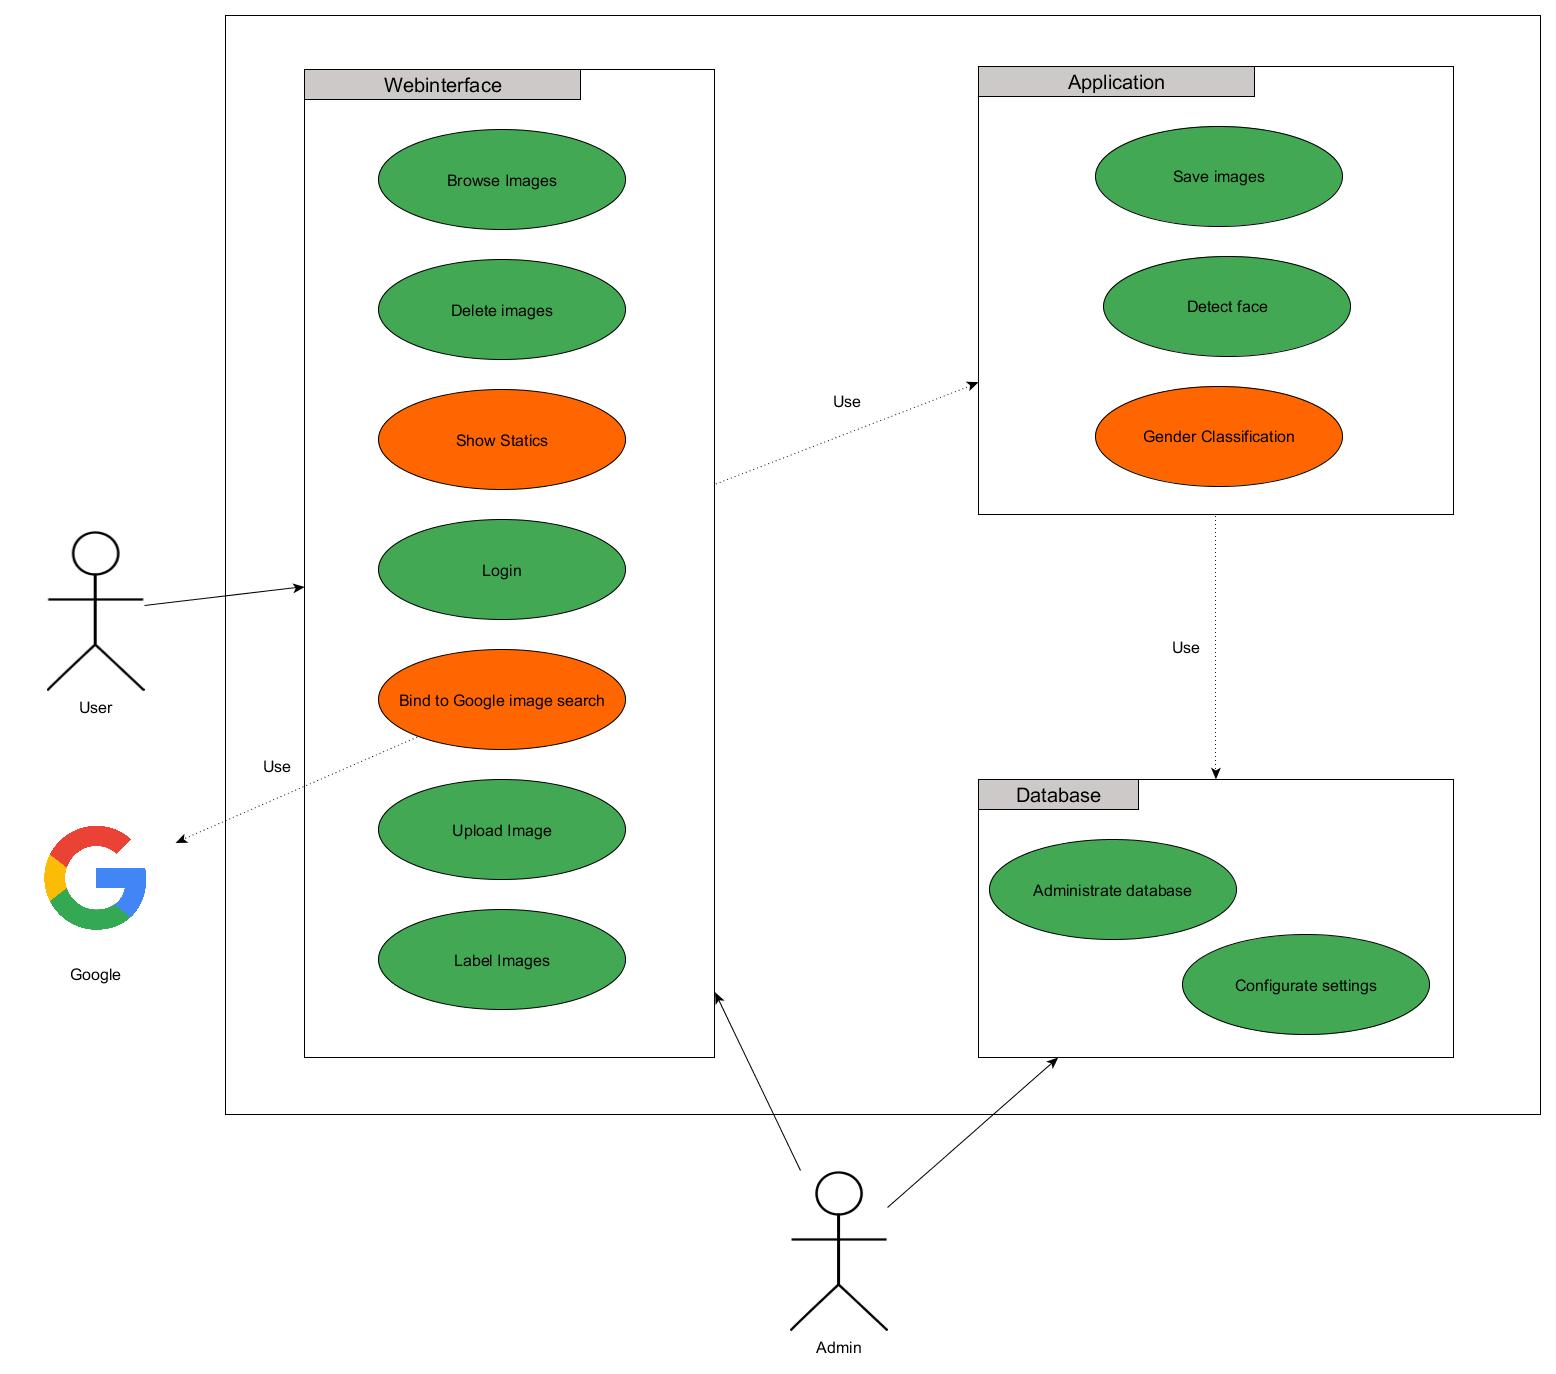 Webinterface
Browse Images
Delete images
Show Statics
Login
Bind to Google image search
Upload Image
Label Images
Application
Save images
Detect face
Gender Classification
Use
Use
Use
Database
Administrate database
Configurate settings
User
Google
Admin